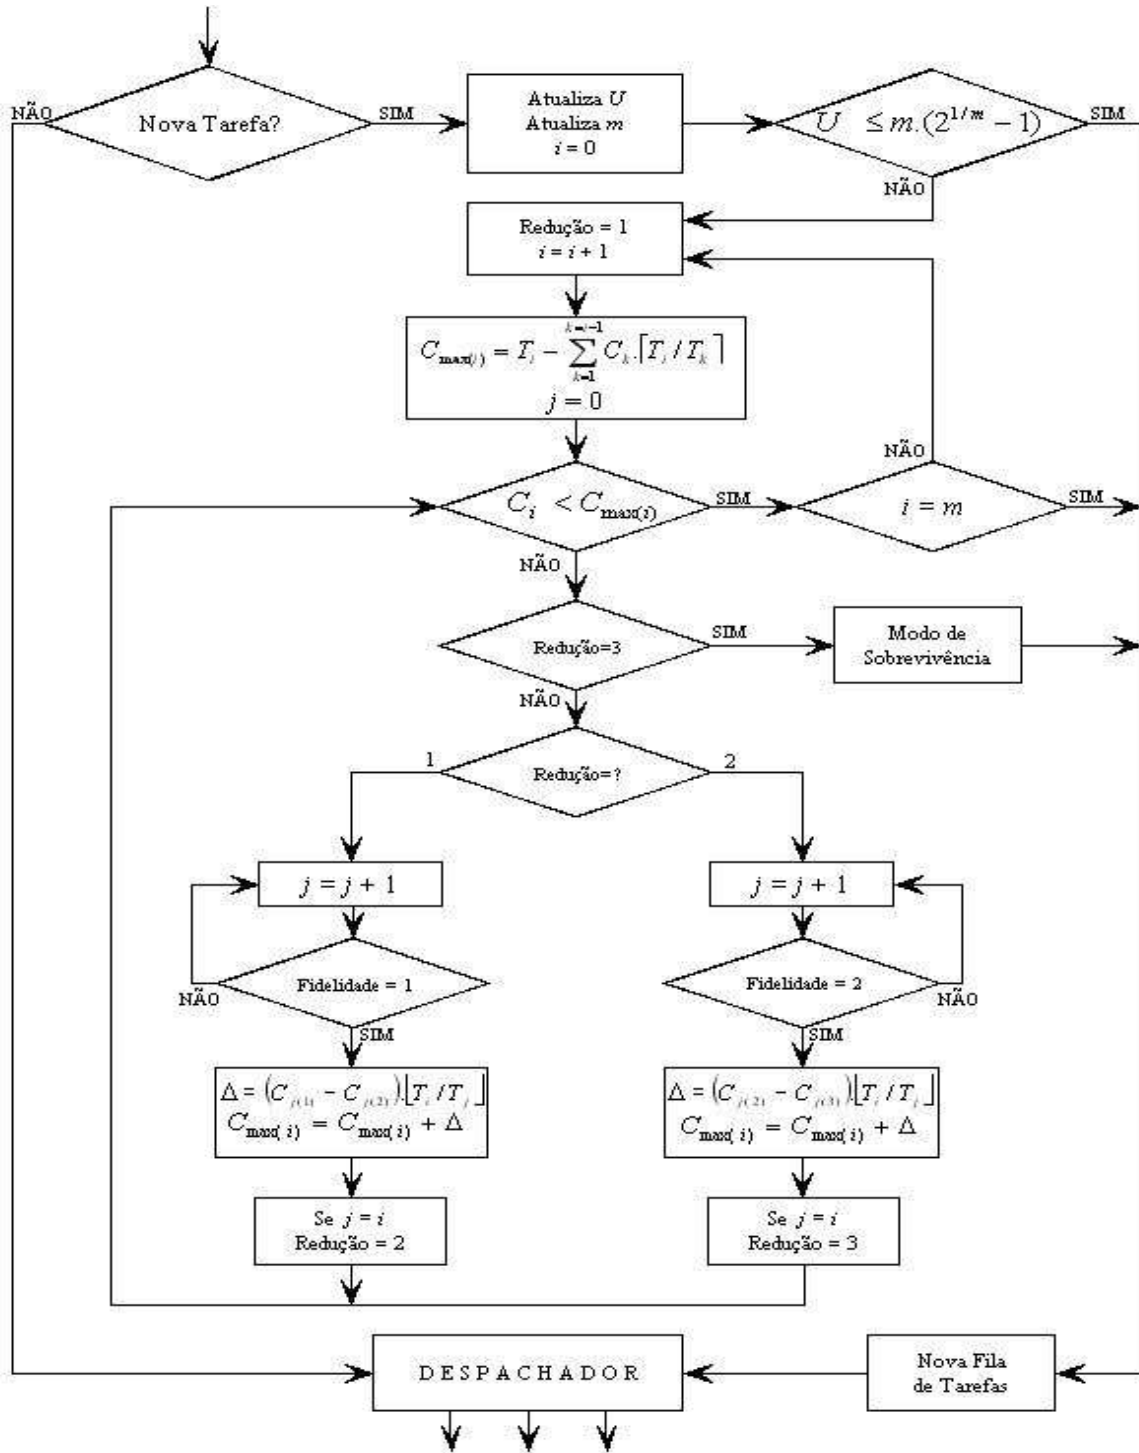 NÃO
Nova Tarefa?
SIM
Atualiza U
Atualiza m
i = 0
U ≤ m.(2^{1/m} − 1)
SIM
NÃO
Redução = 1
i = i + 1
C_{max(i)} = T_i − \sum_{k=1}^{k=i-1} C_k.⌈T_i / T_k⌉
j = 0
C_i < C_{max(i)}
SIM
NÃO
NÃO
i = m
SIM
Redução=3
SIM
NÃO
Modo de
Sobrevivência
1
Redução=?
2
j = j + 1
Fidelidade = 1
NÃO
SIM
Δ = (C_{j(1)} − C_{j(2)}).⌊T_i / T_j⌋
C_{max(i)} = C_{max(i)} + Δ
Se j = i
Redução = 2
j = j + 1
Fidelidade = 2
NÃO
SIM
Δ = (C_{j(2)} − C_{j(3)}).⌊T_i / T_j⌋
C_{max(i)} = C_{max(i)} + Δ
Se j = i
Redução = 3
DESPACHADOR
Nova Fila
de Tarefas